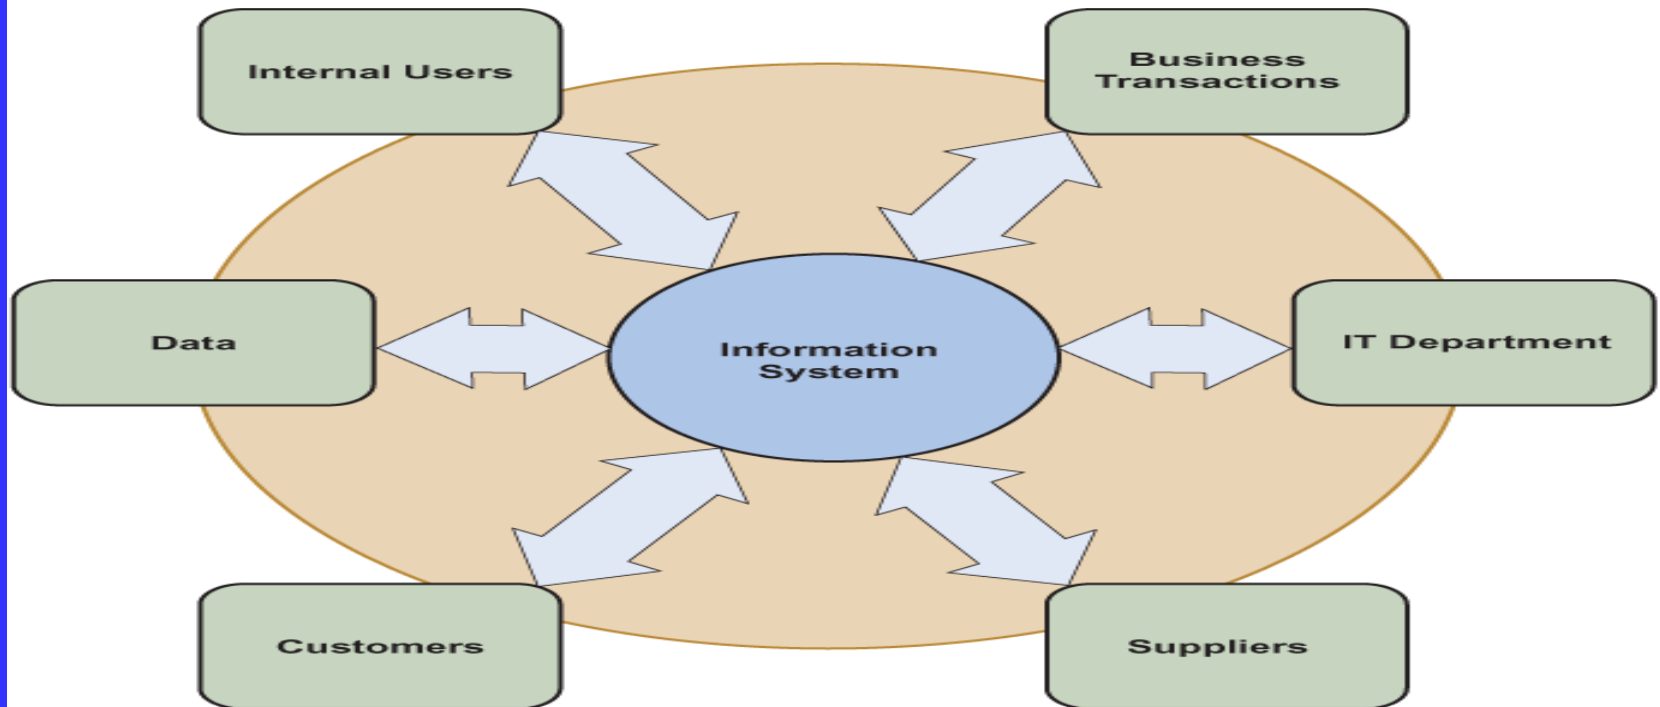 Internal Users
Business
Transactions
Data
Information
System
IT Department
Customers
Suppliers